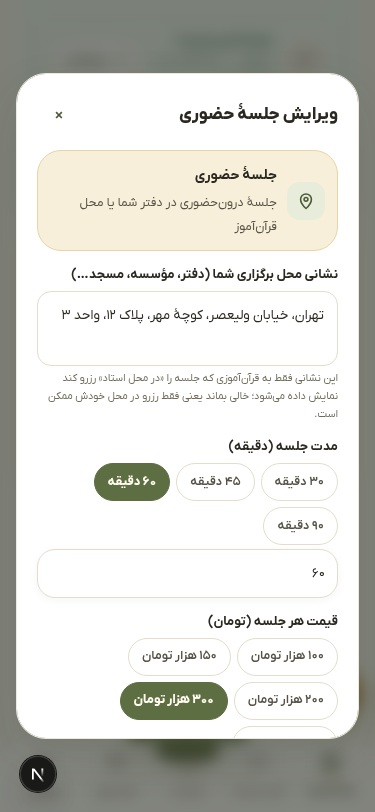 ویرایش جلسهٔ حضوری
×
جلسهٔ حضوری
جلسهٔ درون‌حضوری در دفتر شما یا محل
قرآن‌آموز
نشانی محل برگزاری شما (دفتر، مؤسسه، مسجد...)
تهران، خیابان ولیعصر، کوچهٔ مهر، پلاک ۱۲، واحد ۳
این نشانی فقط به قرآن‌آموزی که جلسه را «در محل استاد» رزرو کند
نمایش داده می‌شود؛ خالی بماند یعنی فقط رزرو در محل خودش ممکن
است.
مدت جلسه (دقیقه)
۳۰ دقیقه ۴۵ دقیقه ۶۰ دقیقه
۹۰ دقیقه
۶۰
قیمت هر جلسه (تومان)
۱۰۰ هزار تومان ۱۵۰ هزار تومان
۲۰۰ هزار تومان ۳۰۰ هزار تومان
N